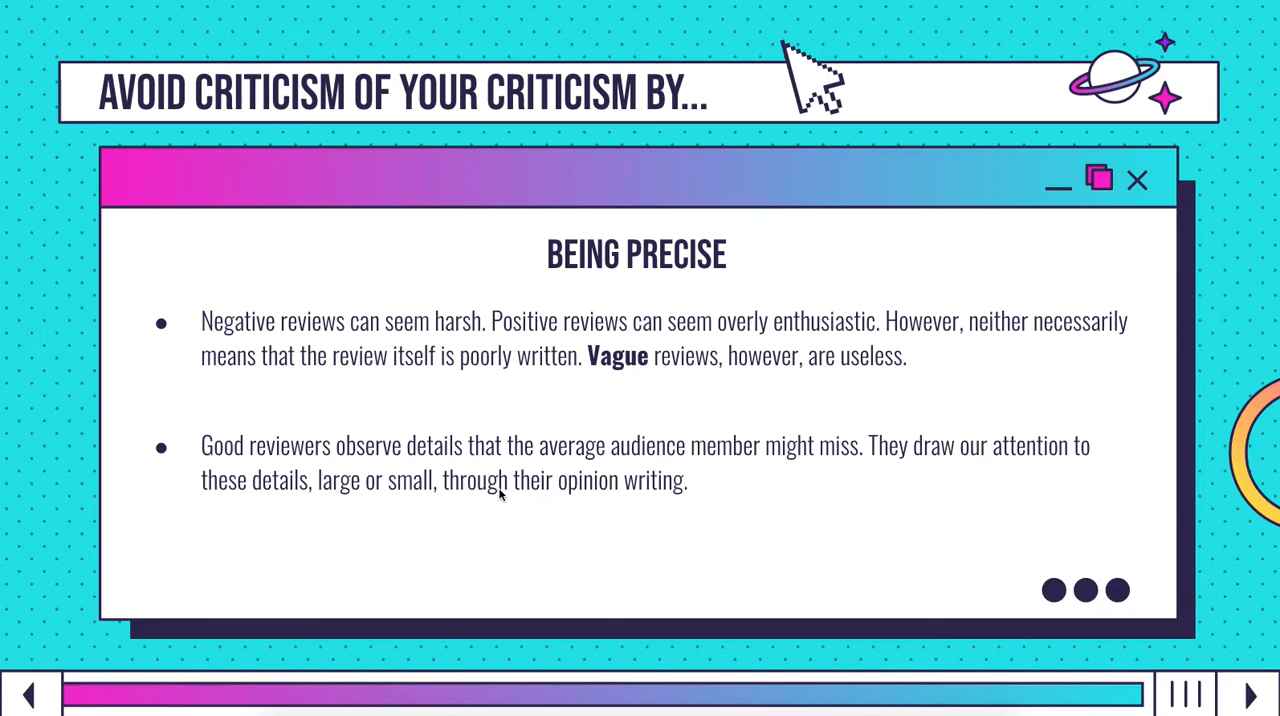 AVOID CRITICISM OF YOUR CRITICISM BY...
BEING PRECISE
● Negative reviews can seem harsh. Positive reviews can seem overly enthusiastic. However, neither necessarily
means that the review itself is poorly written. Vague reviews, however, are useless.
● Good reviewers observe details that the average audience member might miss. They draw our attention to
these details, large or small, through their opinion writing.